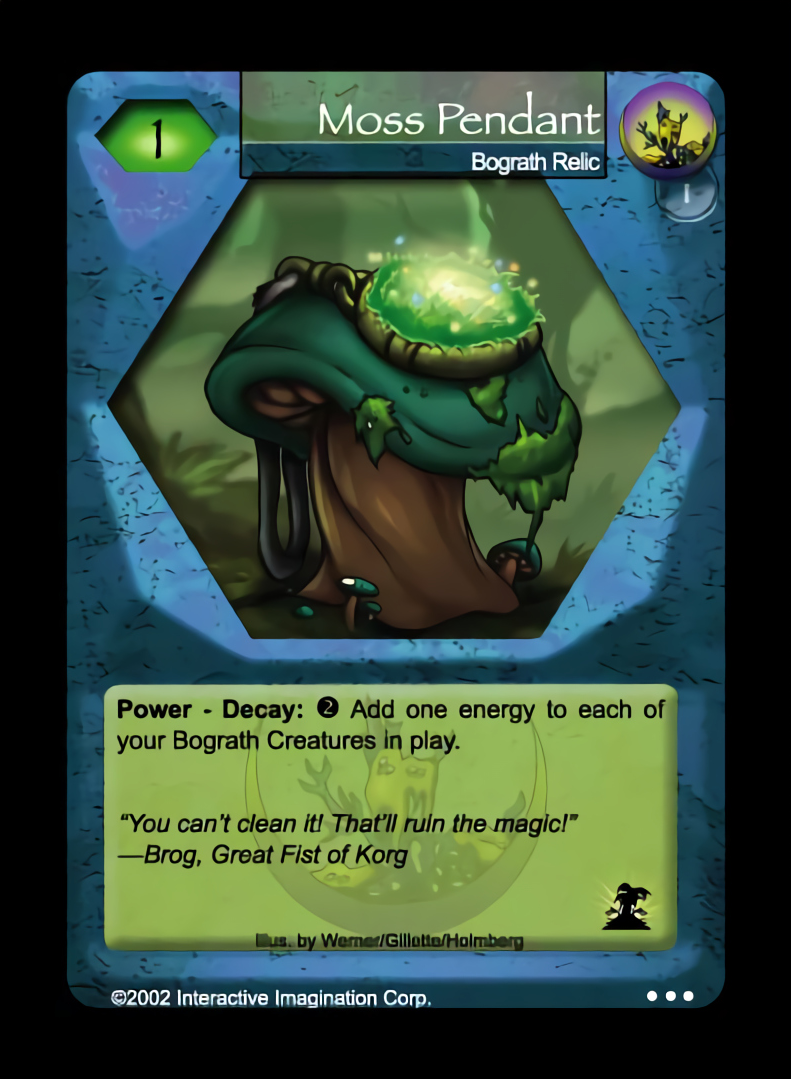 1
Moss Pendant
Bograth Relic
1
Power - Decay: ❷ Add one energy to each of
your Bograth Creatures in play.
“You can’t clean it! That’ll ruin the magic!”
—Brog, Great Fist of Korg
Illus. by Werner/Gillette/Holmberg
©2002 Interactive Imagination Corp.